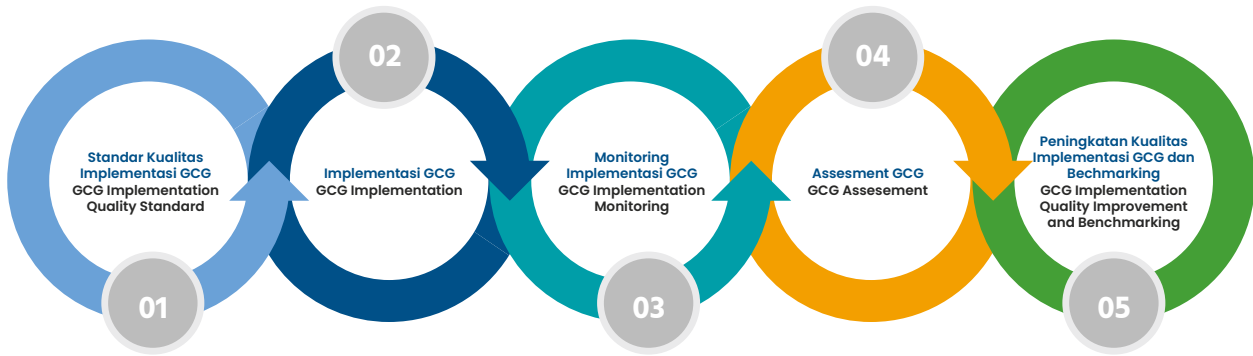 01
Standar Kualitas
Implementasi GCG
GCG Implementation
Quality Standard
02
Implementasi GCG
GCG Implementation
03
Monitoring
Implementasi GCG
GCG Implementation
Monitoring
04
Assesment GCG
GCG Assesement
05
Peningkatan Kualitas
Implementasi GCG dan
Bechmarking
GCG Implementation
Quality Improvement
and Benchmarking